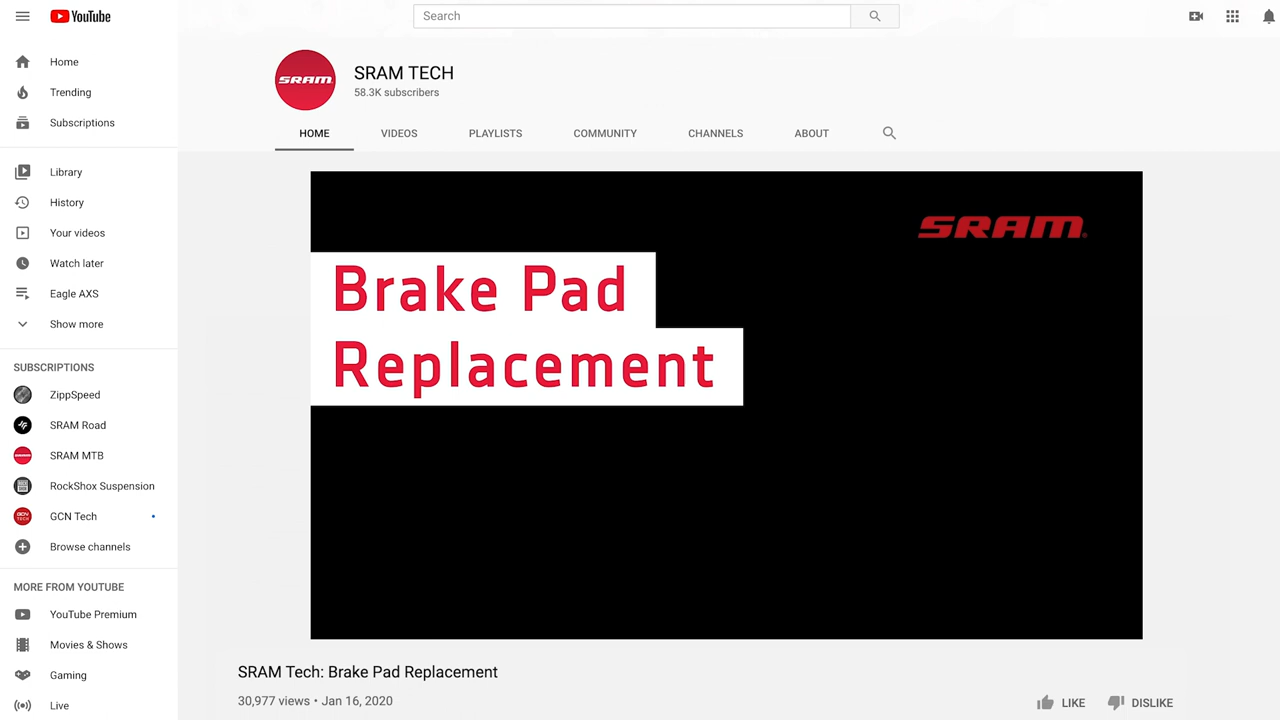 YouTube
Search
Home
Trending
Subscriptions
Library
History
Your videos
Watch later
Eagle AXS
Show more
SUBSCRIPTIONS
ZippSpeed
SRAM Road
SRAM MTB
RockShox Suspension
GCN Tech
Browse channels
MORE FROM YOUTUBE
YouTube Premium
Movies & Shows
Gaming
Live
SRAM
SRAM TECH
58.3K subscribers
HOME VIDEOS PLAYLISTS COMMUNITY CHANNELS ABOUT
SRAM
Brake Pad
Replacement
SRAM Tech: Brake Pad Replacement
30,977 views • Jan 16, 2020
LIKE DISLIKE